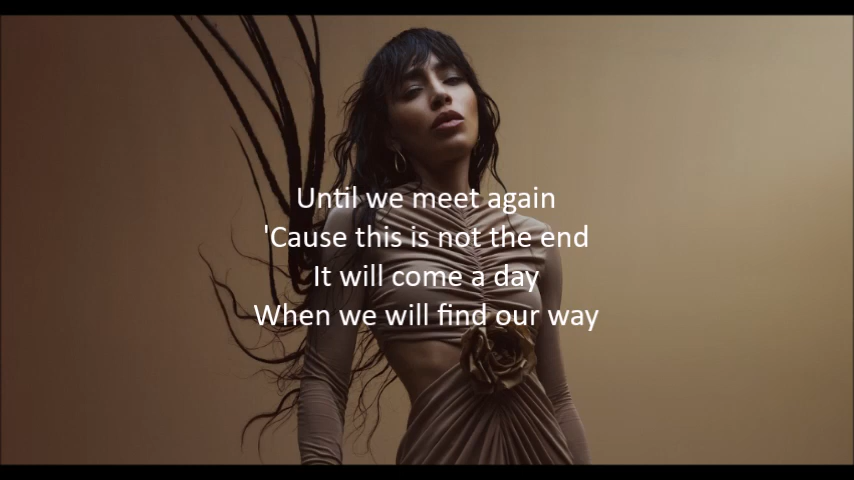 Until we meet again
'Cause this is not the end
It will come a day
When we will find our way